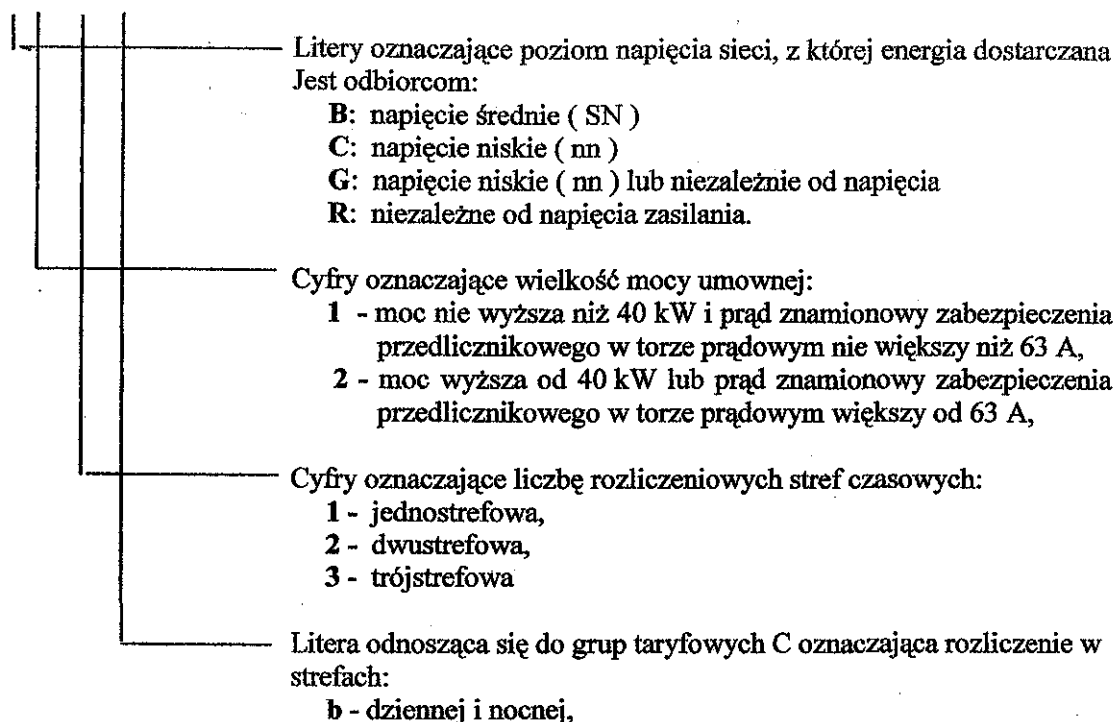 Litery oznaczające poziom napięcia sieci, z której energia dostarczana
Jest odbiorcom:
B: napięcie średnie ( SN )
C: napięcie niskie ( nn )
G: napięcie niskie ( nn ) lub niezależnie od napięcia
R: niezależne od napięcia zasilania.
Cyfry oznaczające wielkość mocy umownej:
1 - moc nie wyższa niż 40 kW i prąd znamionowy zabezpieczenia
przedlicznikowego w torze prądowym nie większy niż 63 A,
2 - moc wyższa od 40 kW lub prąd znamionowy zabezpieczenia
przedlicznikowego w torze prądowym większy od 63 A,
Cyfry oznaczające liczbę rozliczeniowych stref czasowych:
1 - jednostrefowa,
2 - dwustrefowa,
3 - trójstrefowa
Litera odnosząca się do grup taryfowych C oznaczająca rozliczenie w
strefach:
b - dziennej i nocnej,